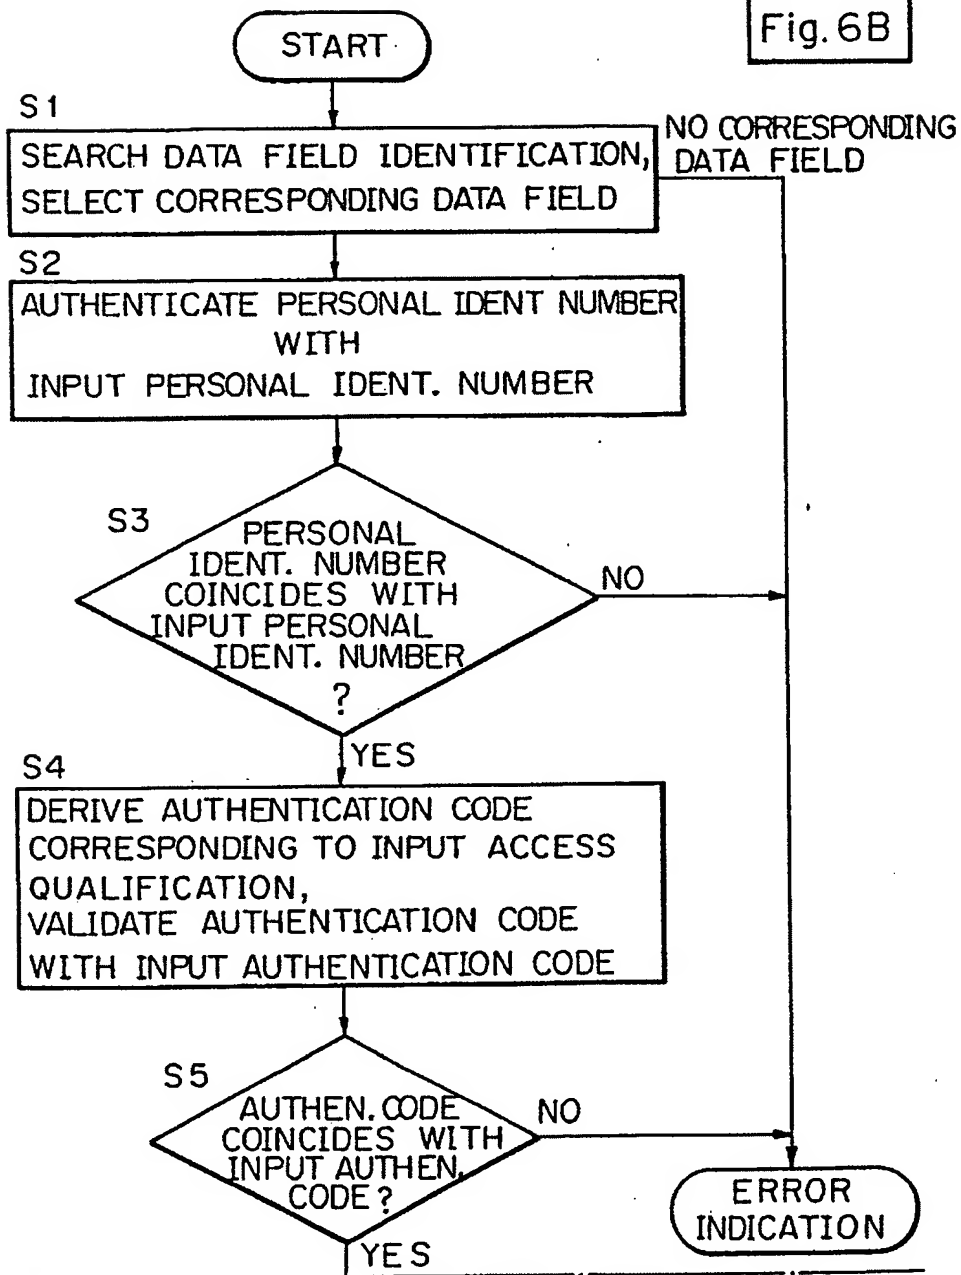 Fig. 6B
START
S1
SEARCH DATA FIELD IDENTIFICATION,
SELECT CORRESPONDING DATA FIELD
NO CORRESPONDING
DATA FIELD
S2
AUTHENTICATE PERSONAL IDENT NUMBER
WITH
INPUT PERSONAL IDENT. NUMBER
S3
PERSONAL
IDENT. NUMBER
COINCIDES WITH
INPUT PERSONAL
IDENT. NUMBER
?
NO
YES
S4
DERIVE AUTHENTICATION CODE
CORRESPONDING TO INPUT ACCESS
QUALIFICATION,
VALIDATE AUTHENTICATION CODE
WITH INPUT AUTHENTICATION CODE
S5
AUTHEN. CODE
COINCIDES WITH
INPUT AUTHEN.
CODE?
NO
YES
ERROR
INDICATION